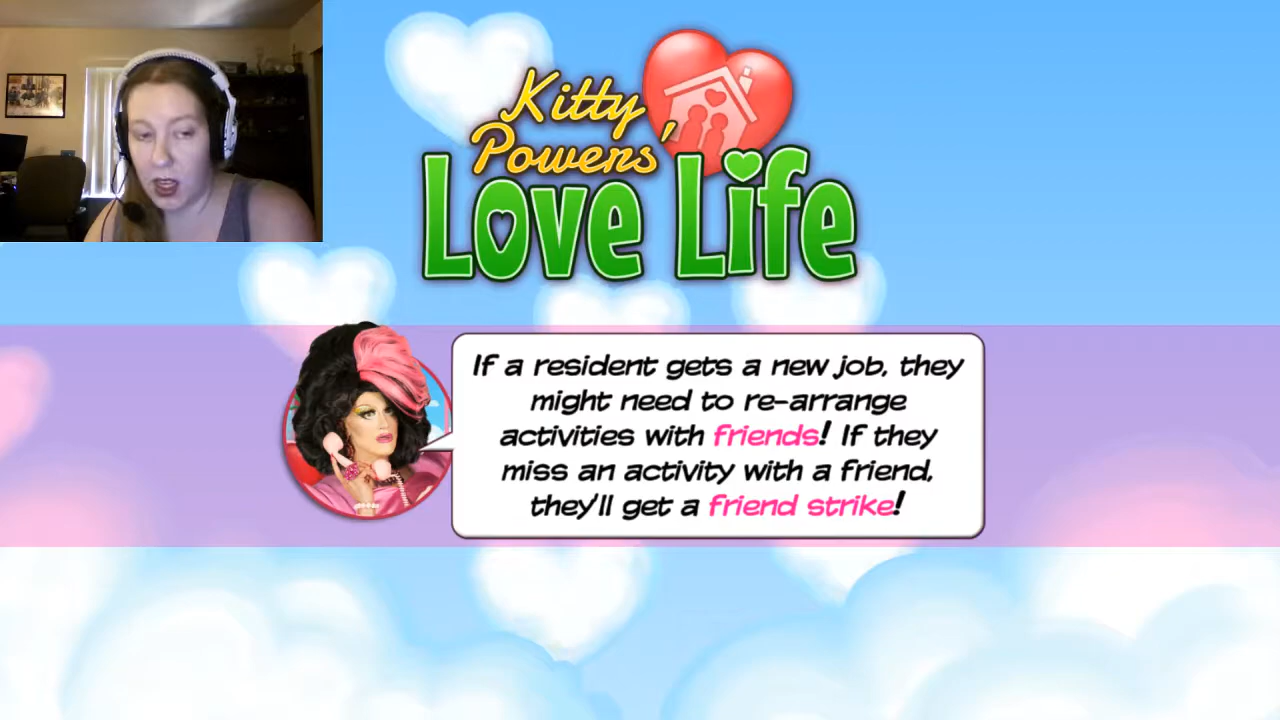 Kitty
Powers'
Love Life
If a resident gets a new job, they
might need to re-arrange
activities with friends! If they
miss an activity with a friend,
they'll get a friend strike!